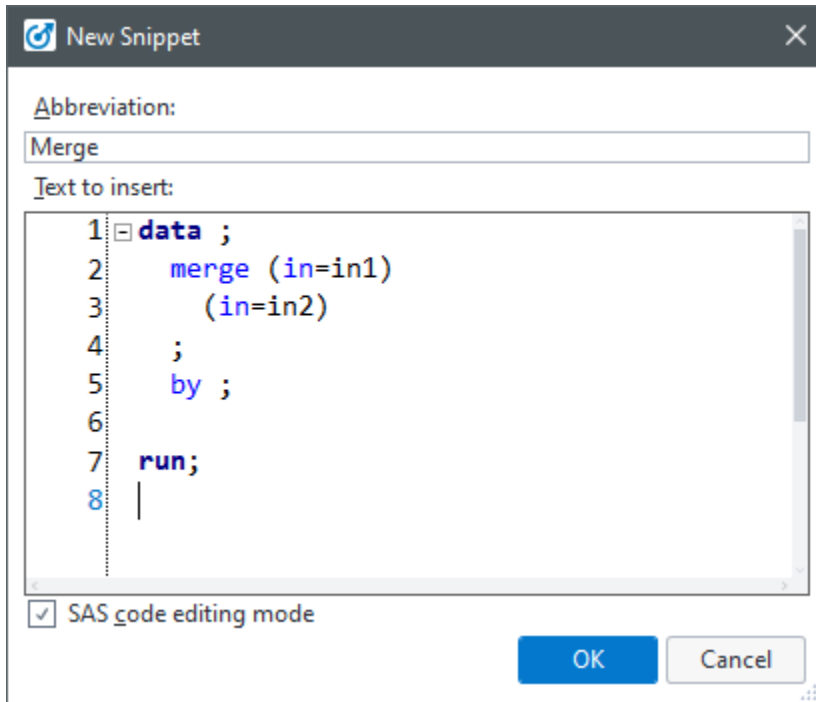 New Snippet
Abbreviation:
Merge
Text to insert:
1 data ;
2 merge (in=in1)
3 (in=in2)
4 ;
5 by ;
6
7 run;
8
SAS code editing mode
OK Cancel